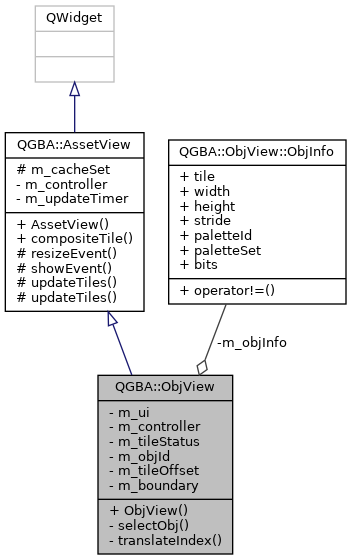 QWidget
QGBA::AssetView
# m_cacheSet
- m_controller
- m_updateTimer
+ AssetView()
+ compositeTile()
# resizeEvent()
# showEvent()
# updateTiles()
# updateTiles()
QGBA::ObjView::ObjInfo
+ tile
+ width
+ height
+ stride
+ paletteId
+ paletteSet
+ bits
+ operator!=()
-m_objInfo
QGBA::ObjView
- m_ui
- m_controller
- m_tileStatus
- m_objId
- m_tileOffset
- m_boundary
+ ObjView()
- selectObj()
- translateIndex()